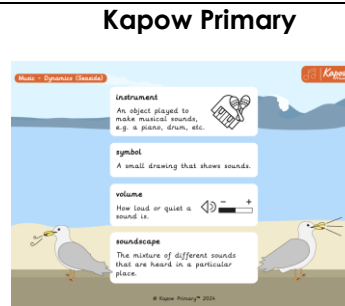 Kapow Primary
Music - Dynamics (Seaside)
Kapow
instrument
An object played to
make musical sounds,
e.g. a piano, drum, etc.
symbol
A small drawing that shows sounds.
volume
How loud or quiet a
sound is.
- +
soundscape
The mixture of different sounds
that are heard in a particular
place.
© Kapow Primary™ 2024